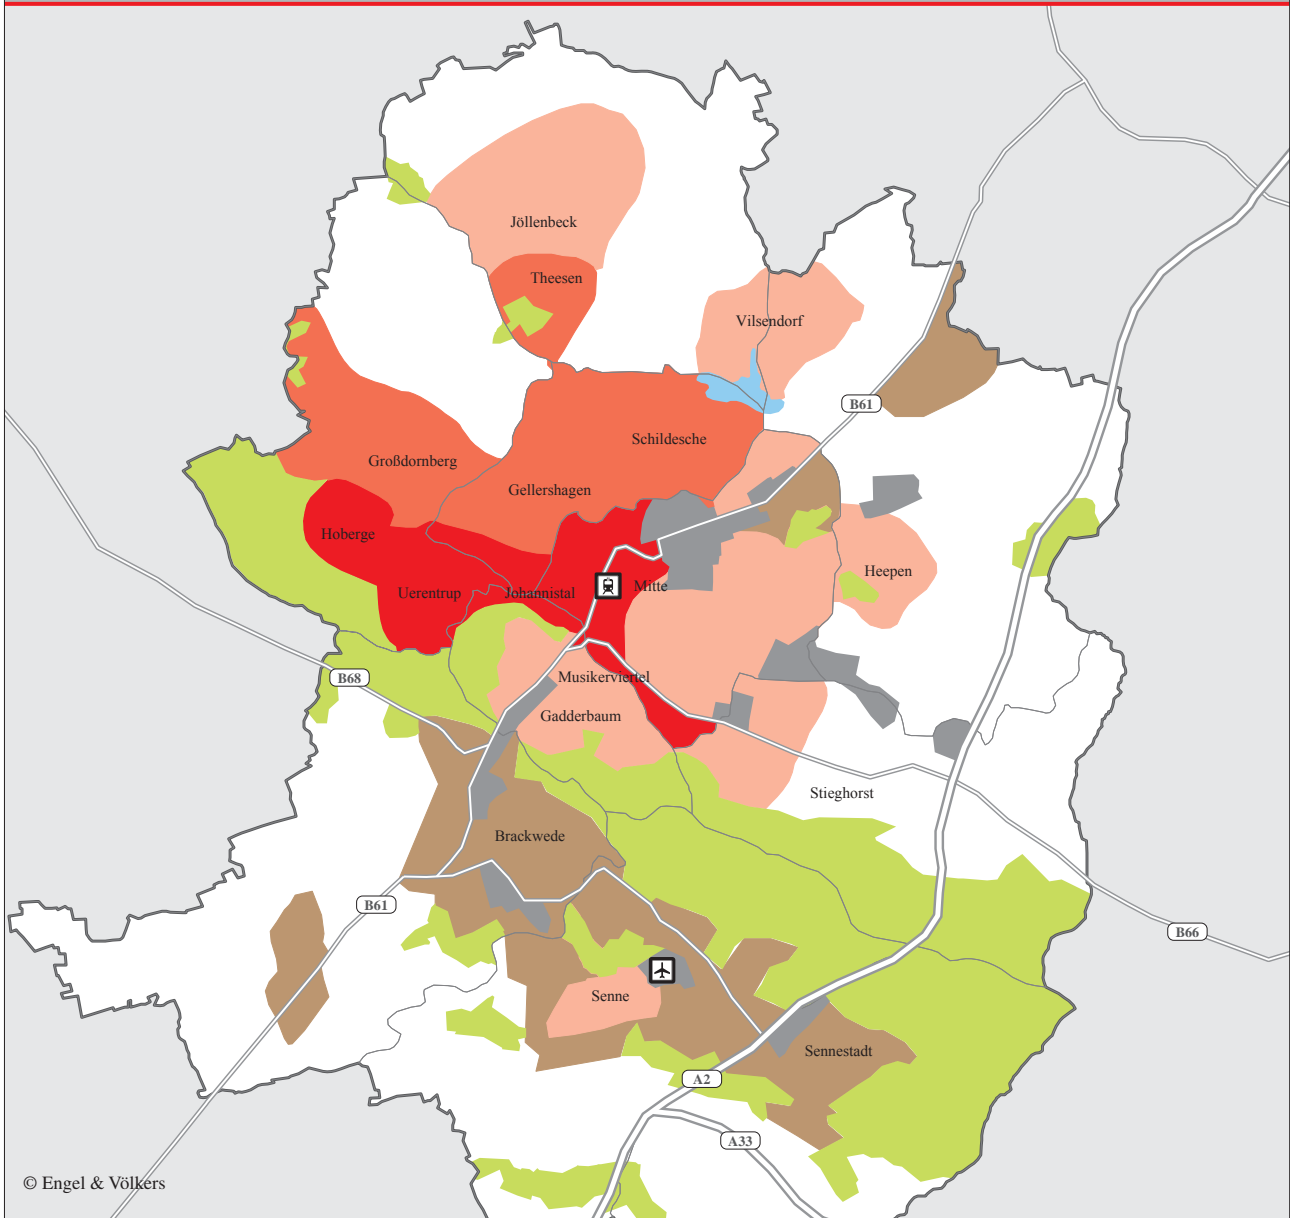 Jöllenbeck
Theesen
Vilsendorf
B61
Schildesche
Großdornberg
Gellershagen
Hoberge
Heepen
Uerentrup
Johannistal
Mitte
B68
Musikerviertel
Gadderbaum
Stieghorst
Brackwede
B61
B66
Senne
Sennestadt
A2
A33
© Engel & Völkers